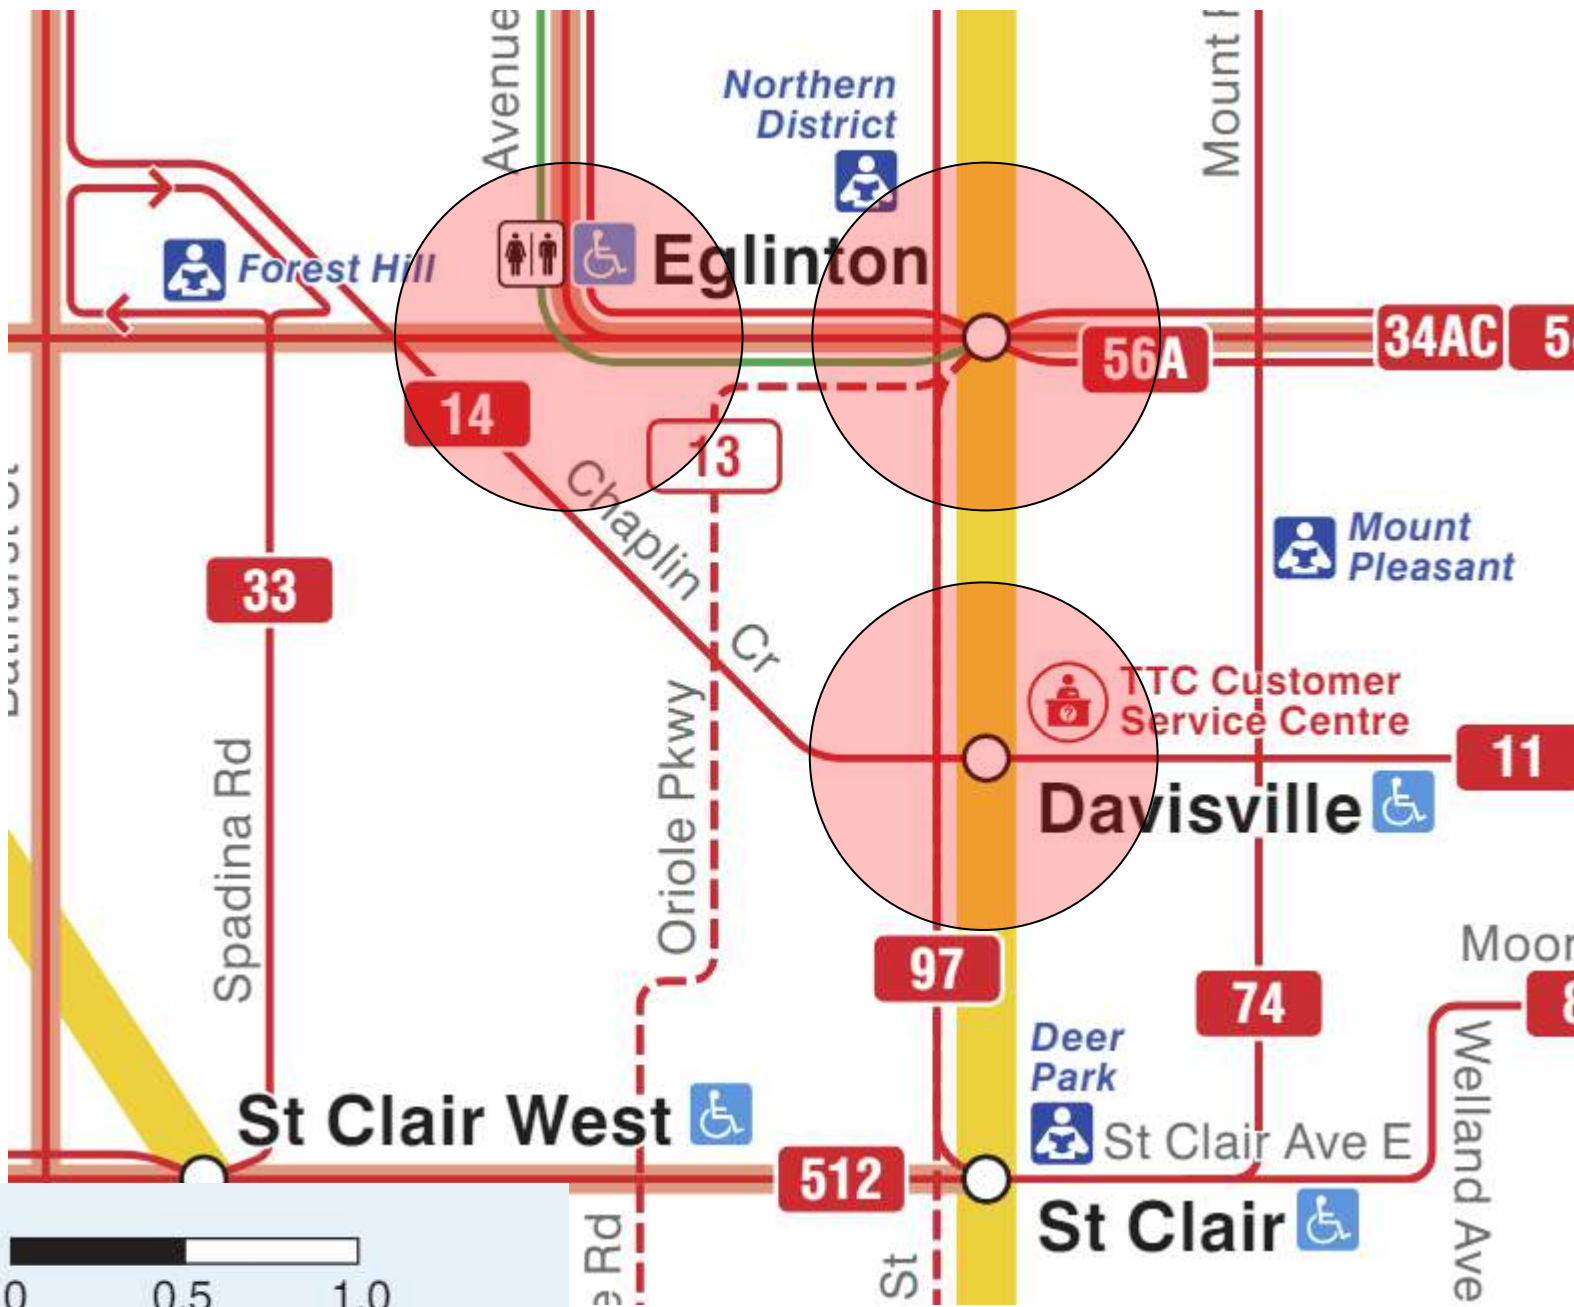 Avenue
Northern
District
Mount
Forest Hill
Eglinton
56A
34AC
14
13
Chaplin
Cr
Mount
Pleasant
33
TTC Customer
Service Centre
?
11
Spadina Rd
Oriole Pkwy
Davisville
97
74
Deer
Park
Welland Ave
St Clair West
St Clair Ave E
512
St Clair
Rd
St
0
0.5
1.0